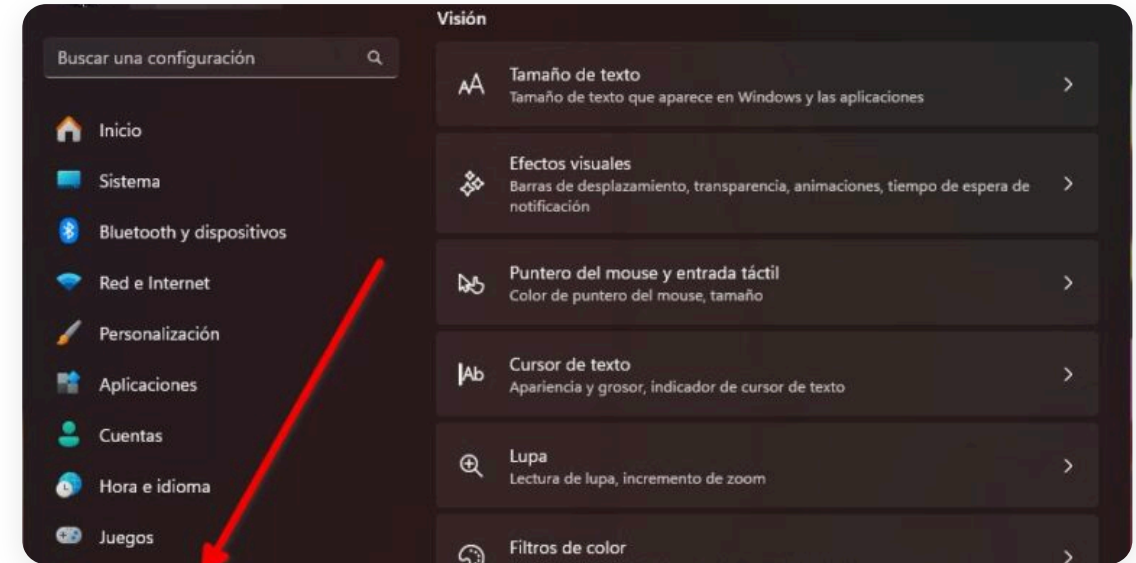 Buscar una configuración
Inicio
Sistema
Bluetooth y dispositivos
Red e Internet
Personalización
Aplicaciones
Cuentas
Hora e idioma
Juegos
Visión
Tamaño de texto
Tamaño de texto que aparece en Windows y las aplicaciones
Efectos visuales
Barras de desplazamiento, transparencia, animaciones, tiempo de espera de
notificación
Puntero del mouse y entrada táctil
Color de puntero del mouse, tamaño
Cursor de texto
Apariencia y grosor, indicador de cursor de texto
Lupa
Lectura de lupa, incremento de zoom
Filtros de color